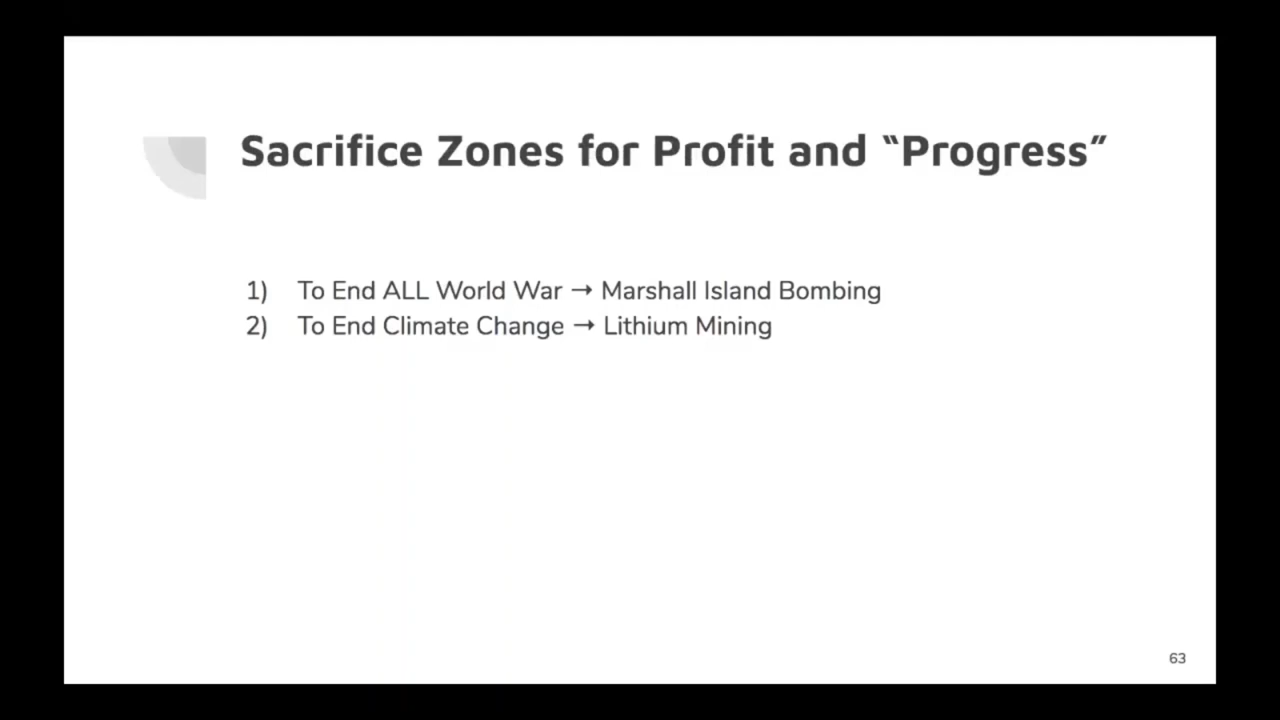 Sacrifice Zones for Profit and “Progress”
1) To End ALL World War → Marshall Island Bombing
2) To End Climate Change → Lithium Mining
63